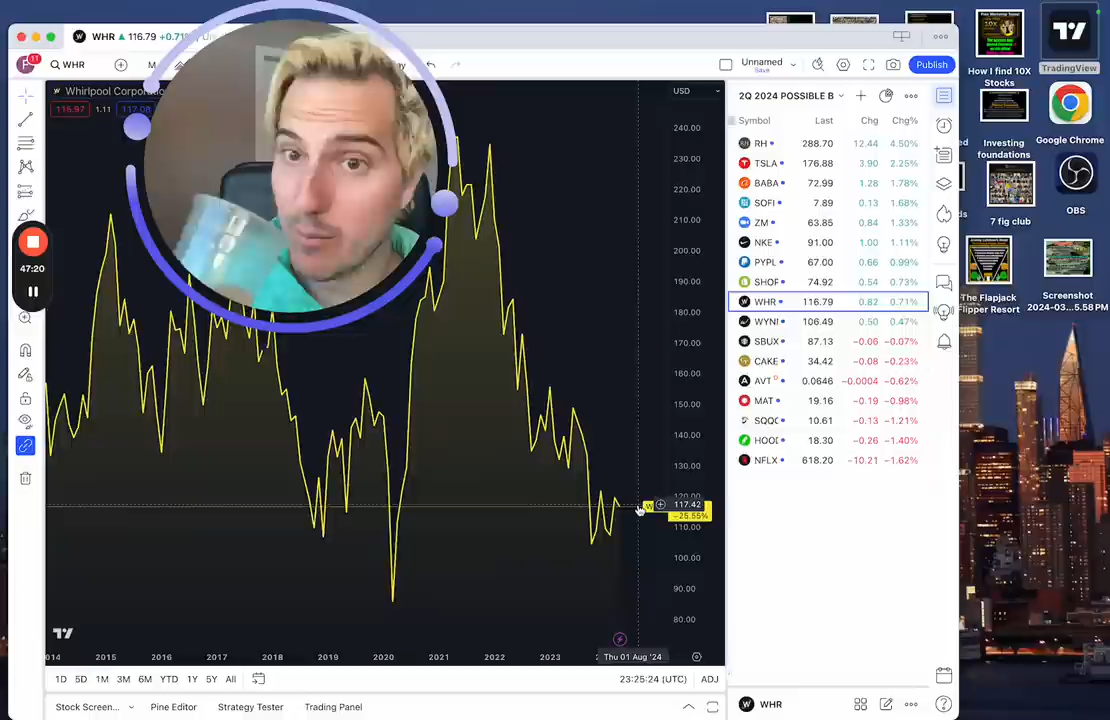 WHR ▲ 116.79 +0.71%
How I find 10X
Stocks
TradingView
11
WHR
M
Unnamed
Save
Publish
Whirlpool Corporatio
USD
116.97 1.11 117.08
2Q 2024 POSSIBLE B
Symbol Last Chg Chg%
RH 288.70 12.44 4.50%
TSLA 176.88 3.90 2.25%
BABA 72.99 1.28 1.78%
SOFI 7.89 0.13 1.68%
ZM 63.85 0.84 1.33%
NKE 91.00 1.00 1.11%
PYPL 67.00 0.66 0.99%
SHOP 74.92 0.54 0.73%
WHR 116.79 0.82 0.71%
WYNN 106.49 0.50 0.47%
SBUX 87.13 −0.06 −0.07%
CAKE 34.42 −0.08 −0.23%
AVT 0.0646 −0.0004 −0.62%
MAT 19.16 −0.19 −0.98%
SQQQ 10.61 −0.13 −1.21%
HOOD 18.30 −0.26 −1.40%
NFLX 618.20 −10.21 −1.62%
240.00
230.00
220.00
210.00
200.00
190.00
180.00
170.00
160.00
150.00
140.00
130.00
120.00
117.42
−25.55%
110.00
100.00
90.00
80.00
47:20
Google Chrome
Investing
foundations
7 fig club
OBS
The Flapjack
Flipper Resort
Screenshot
2024-03...5.58 PM
014 2015 2016 2017 2018 2019 2020 2021 2022 2023 Thu 01 Aug '24
1D 5D 1M 3M 6M YTD 1Y 5Y All
23:25:24 (UTC) ADJ
Stock Screen... Pine Editor Strategy Tester Trading Panel
WHR